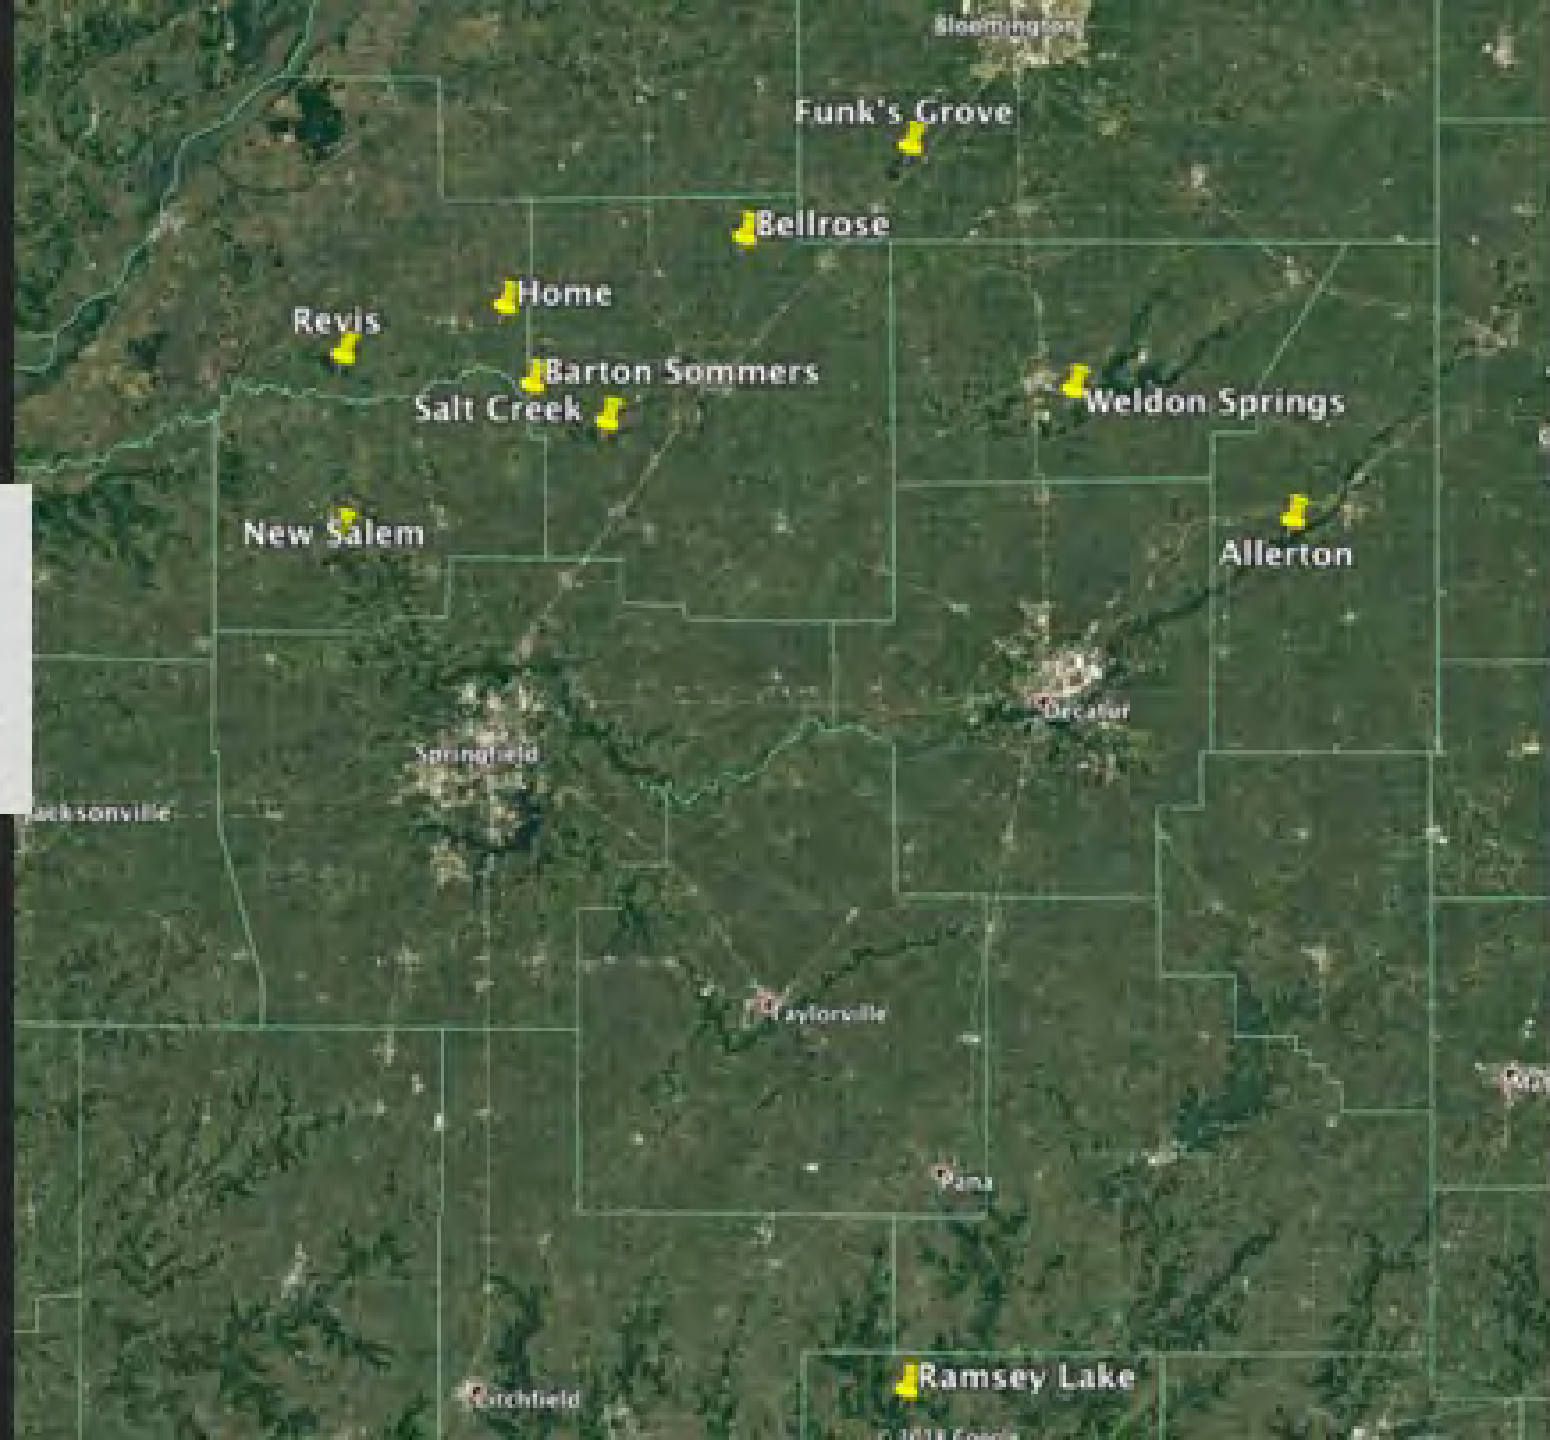 Bloomington
Funk's Grove
Bellrose
Home
Revis
Barton Sommers
Salt Creek
Weldon Springs
New Salem
Allerton
Decatur
Springfield
Jacksonville
Taylorville
Pana
Ramsey Lake
Litchfield